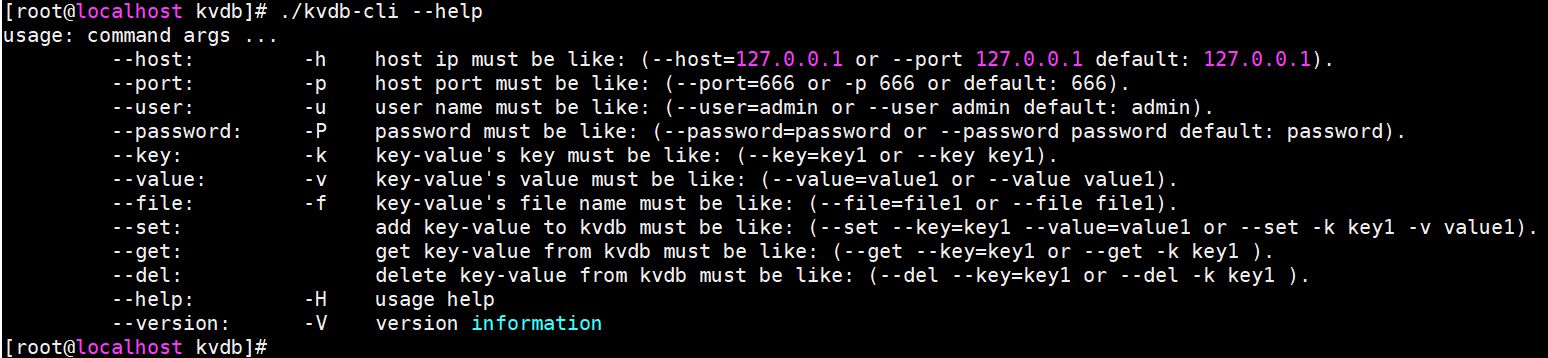 [root@localhost kvdb]# ./kvdb-cli --help
usage: command args ...
--host: -h host ip must be like: (--host=127.0.0.1 or --port 127.0.0.1 default: 127.0.0.1).
--port: -p host port must be like: (--port=666 or -p 666 or default: 666).
--user: -u user name must be like: (--user=admin or --user admin default: admin).
--password: -P password must be like: (--password=password or --password password default: password).
--key: -k key-value's key must be like: (--key=key1 or --key key1).
--value: -v key-value's value must be like: (--value=value1 or --value value1).
--file: -f key-value's file name must be like: (--file=file1 or --file file1).
--set: add key-value to kvdb must be like: (--set --key=key1 --value=value1 or --set -k key1 -v value1).
--get: get key-value from kvdb must be like: (--get --key=key1 or --get -k key1 ).
--del: delete key-value from kvdb must be like: (--del --key=key1 or --del -k key1 ).
--help: -H usage help
--version: -V version information
[root@localhost kvdb]#